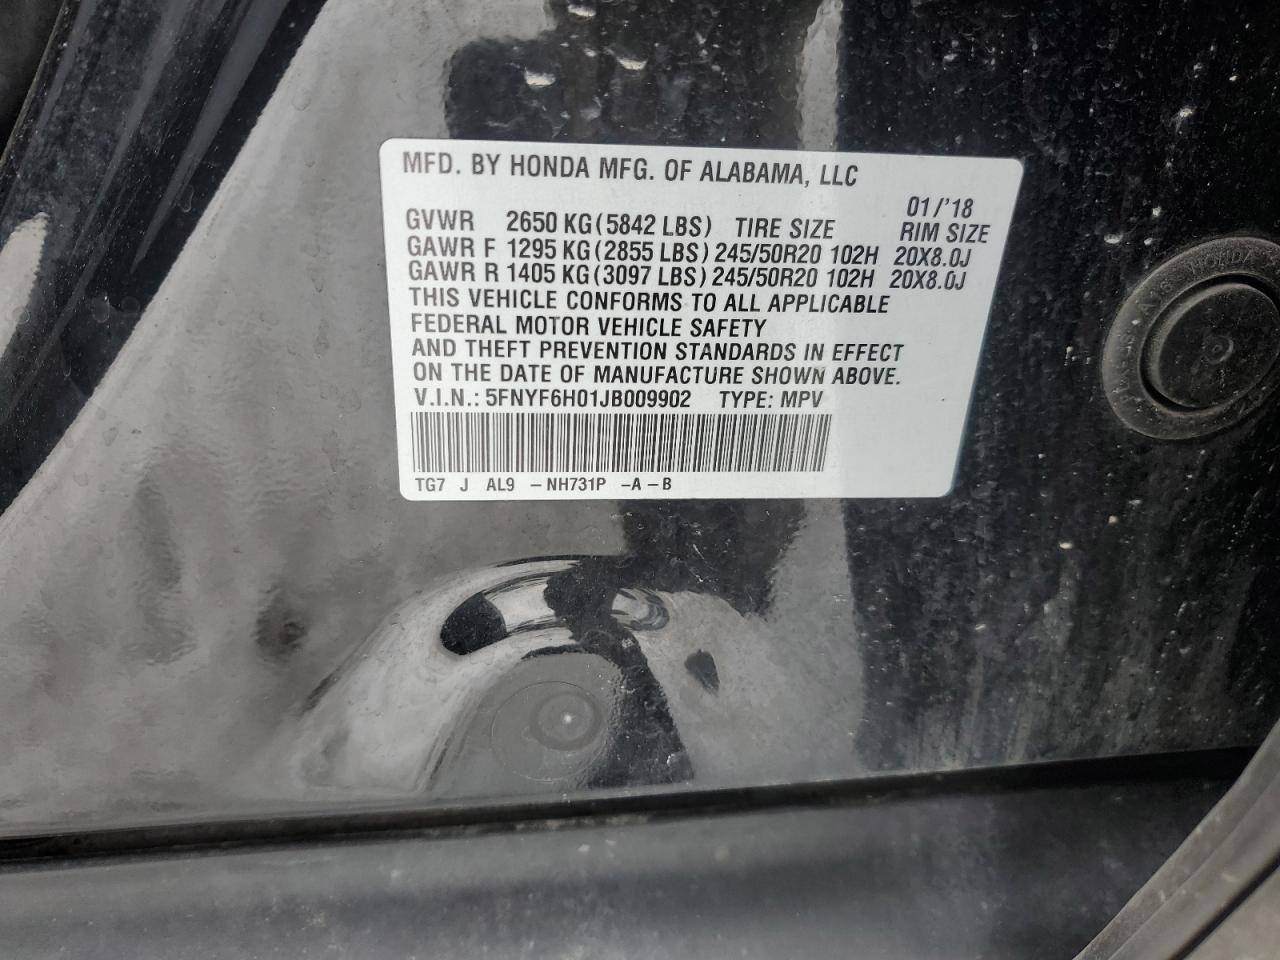 MFD. BY HONDA MFG. OF ALABAMA, LLC
01/'18
GVWR 2650 KG (5842 LBS) TIRE SIZE RIM SIZE
GAWR F 1295 KG (2855 LBS) 245/50R20 102H 20X8.0J
GAWR R 1405 KG (3097 LBS) 245/50R20 102H 20X8.0J
THIS VEHICLE CONFORMS TO ALL APPLICABLE
FEDERAL MOTOR VEHICLE SAFETY
AND THEFT PREVENTION STANDARDS IN EFFECT
ON THE DATE OF MANUFACTURE SHOWN ABOVE.
V.I.N.: 5FNYF6H01JB009902 TYPE: MPV
TG7 J AL9 -NH731P -A -B
HONDA